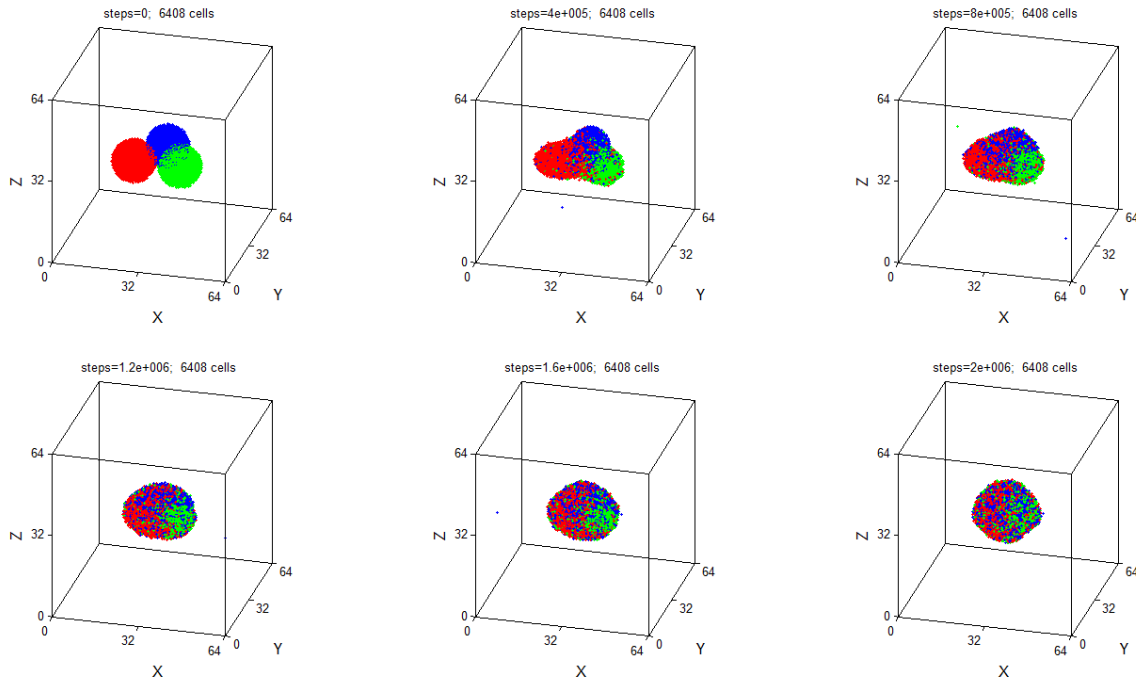 steps=0;  6408 cells
64
Z
32
0
0
32
X
64
0
Y
32
64
steps=4e+005;  6408 cells
64
Z
32
0
0
32
X
64
0
Y
32
64
steps=8e+005;  6408 cells
64
Z
32
0
0
32
X
64
0
Y
32
64
steps=1.2e+006;  6408 cells
64
Z
32
0
0
32
X
64
0
Y
32
64
steps=1.6e+006;  6408 cells
64
Z
32
0
0
32
X
64
0
Y
32
64
steps=2e+006;  6408 cells
64
Z
32
0
0
32
X
64
0
Y
32
64